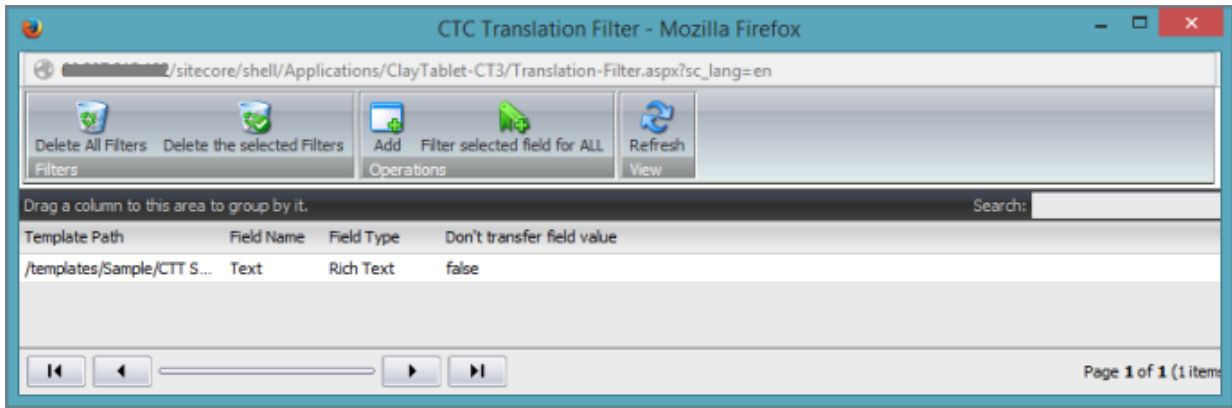 CTC Translation Filter - Mozilla Firefox
/sitecore/shell/Applications/ClayTablet-CT3/Translation-Filter.aspx?sc_lang=en
Delete All Filters Delete the selected Filters Add Filter selected field for ALL Refresh
Filters Operations View
Drag a column to this area to group by it. Search:
Template Path Field Name Field Type Don't transfer field value
/templates/Sample/CTT S... Text Rich Text false
Page 1 of 1 (1 items